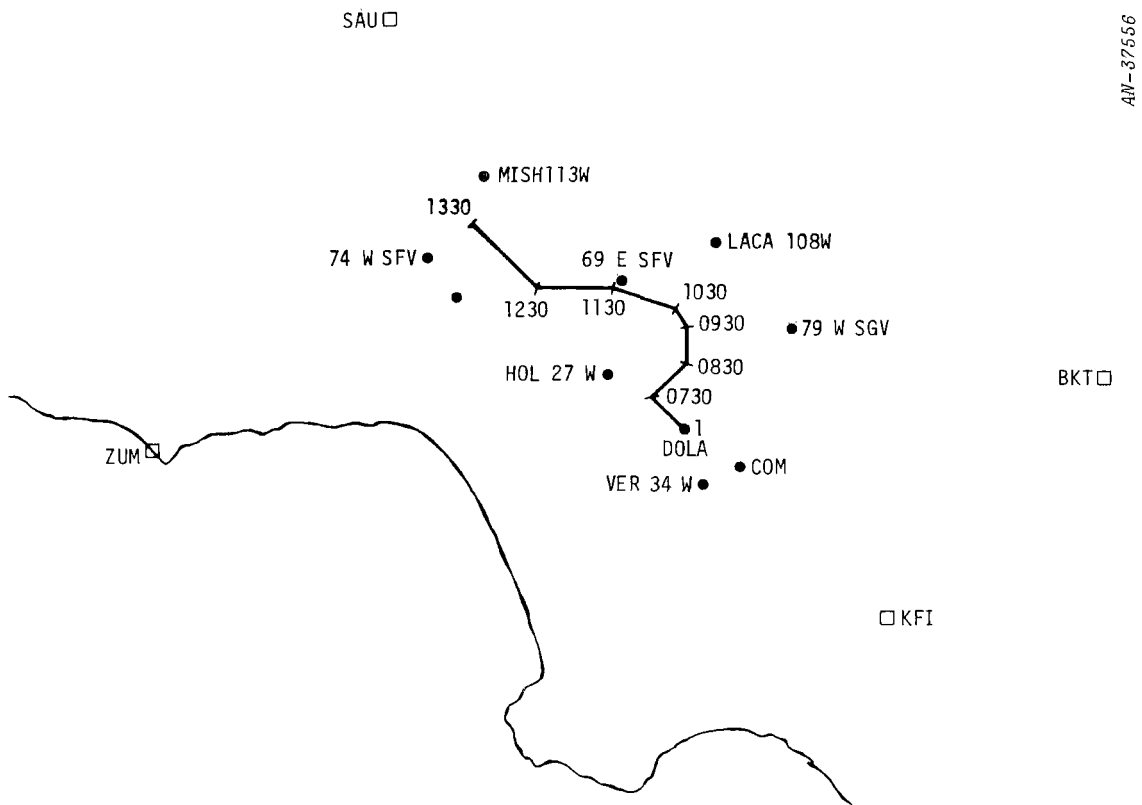 SAU
AN-37556
MISH113W
1330
74 W SFV
LACA 108W
69 E SFV
1230
1130
1030
0930
79 W SGV
0830
HOL 27 W
BKT
0730
1
DOLA
ZUM
COM
VER 34 W
KFI